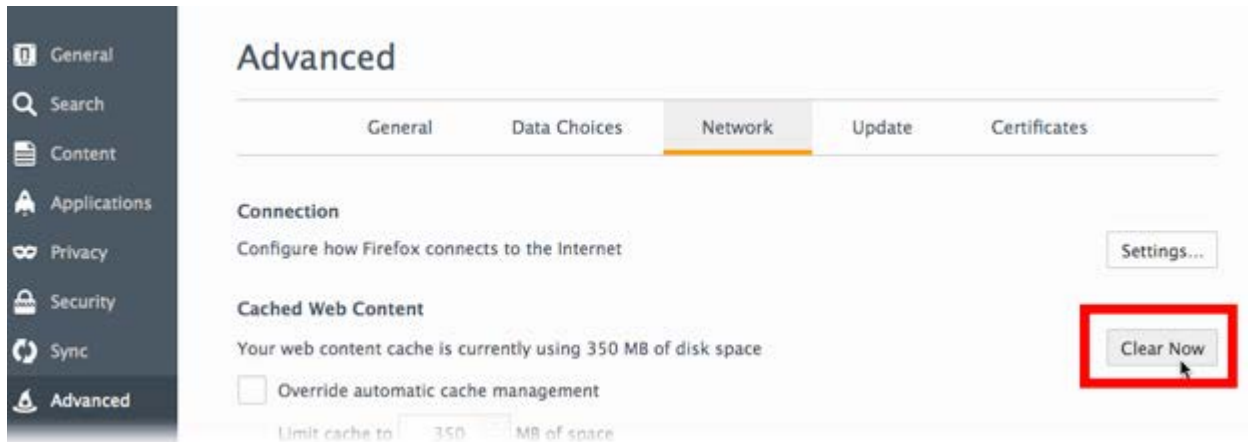 General
Search
Content
Applications
Privacy
Security
Sync
Advanced
Advanced
General Data Choices Network Update Certificates
Connection
Configure how Firefox connects to the Internet Settings...
Cached Web Content
Your web content cache is currently using 350 MB of disk space Clear Now
Override automatic cache management
Limit cache to 350 MB of space